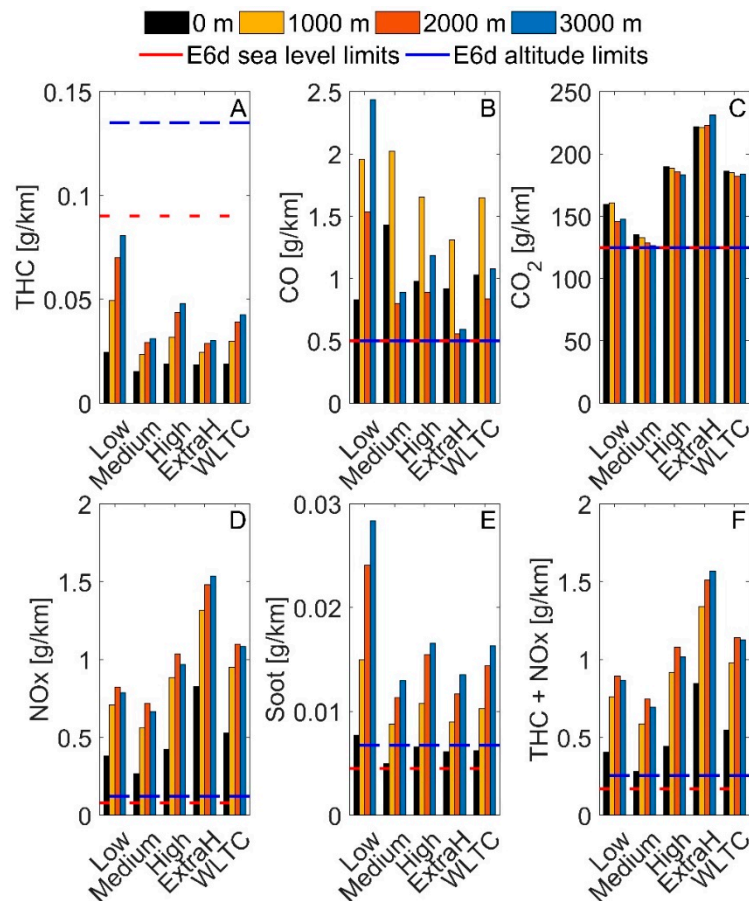 0 m 1000 m 2000 m 3000 m
E6d sea level limits E6d altitude limits
A
THC [g/km]
0.15
0.1
0.05
0
Low
Medium
High
ExtraH
WLTC
B
CO [g/km]
2.5
2
1.5
1
0.5
0
Low
Medium
High
ExtraH
WLTC
C
CO2 [g/km]
250
200
150
100
50
0
Low
Medium
High
ExtraH
WLTC
D
NOx [g/km]
2
1.5
1
0.5
0
Low
Medium
High
ExtraH
WLTC
E
Soot [g/km]
0.03
0.02
0.01
0
Low
Medium
High
ExtraH
WLTC
F
THC + NOx [g/km]
2
1.5
1
0.5
0
Low
Medium
High
ExtraH
WLTC